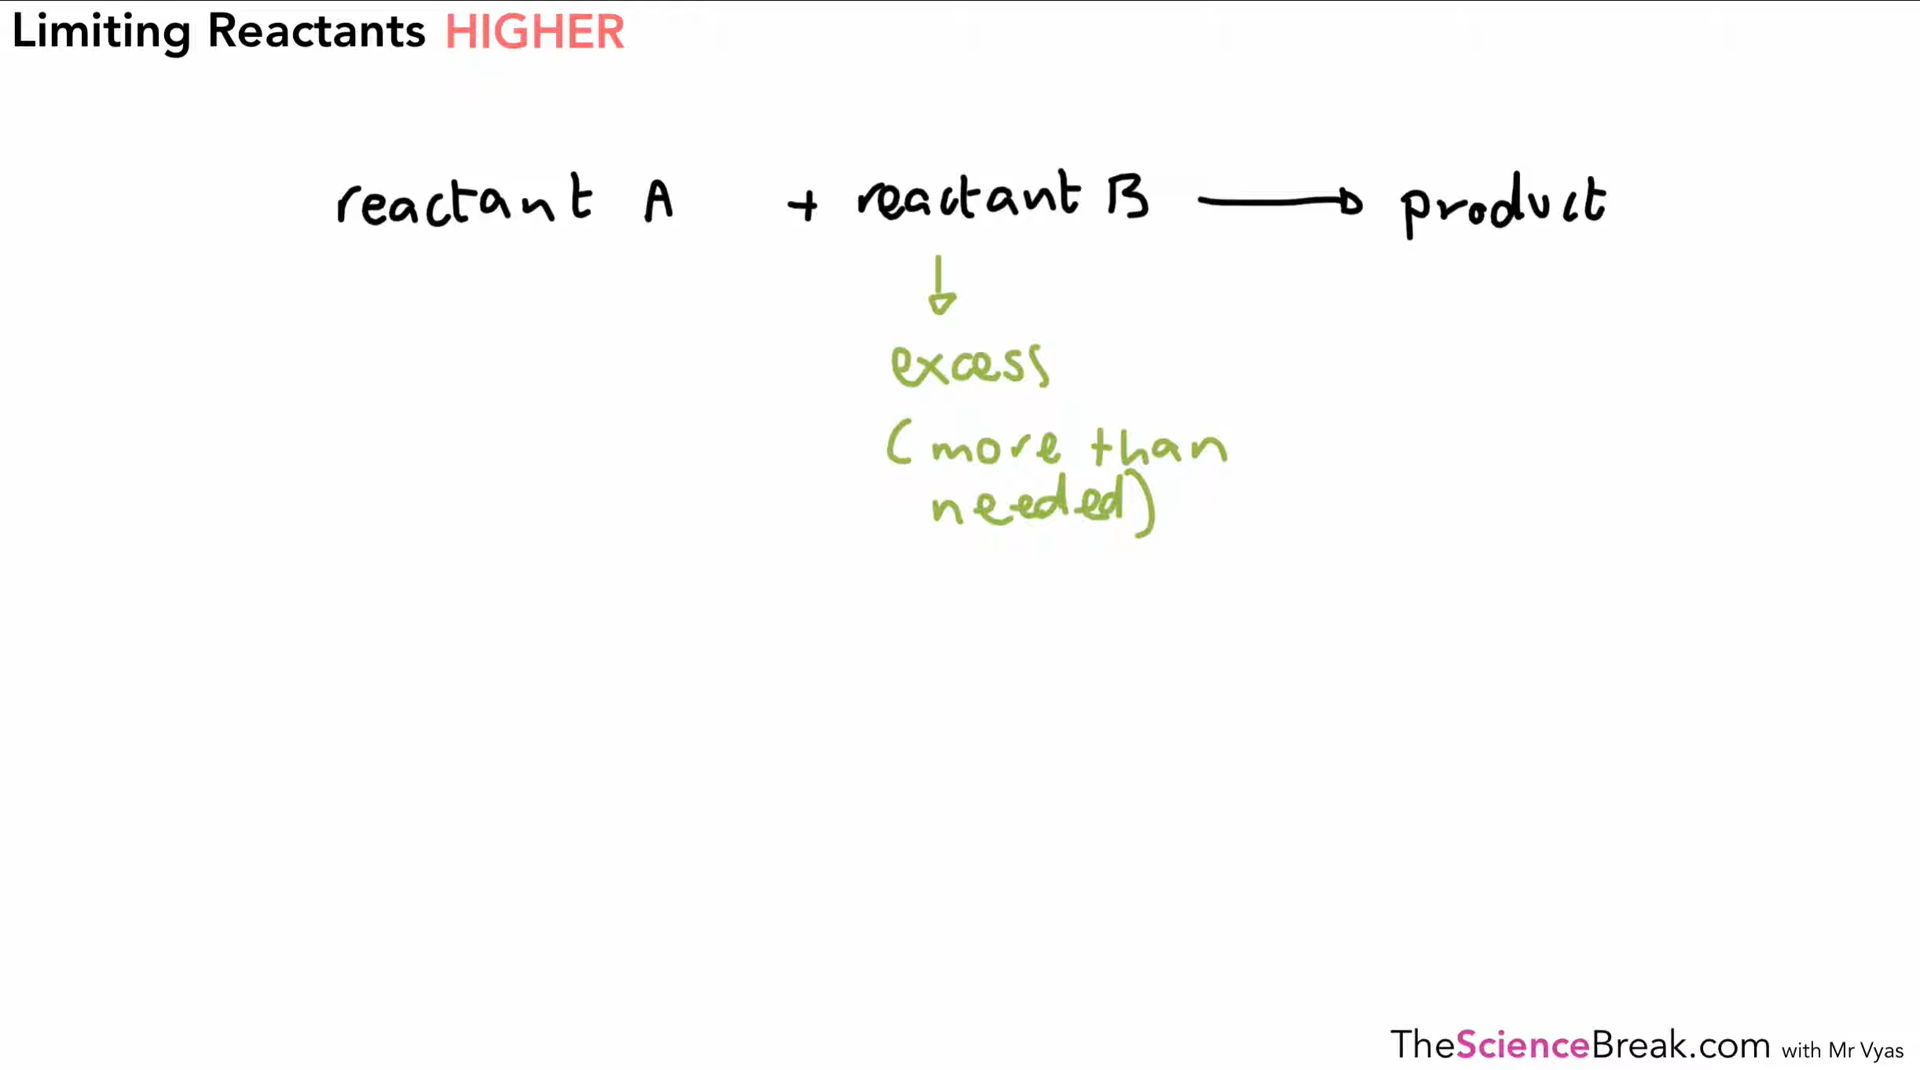 Limiting Reactants HIGHER
reactant A + reactant B → product
↓
excess
(more than
needed)
TheScienceBreak.com with Mr Vyas